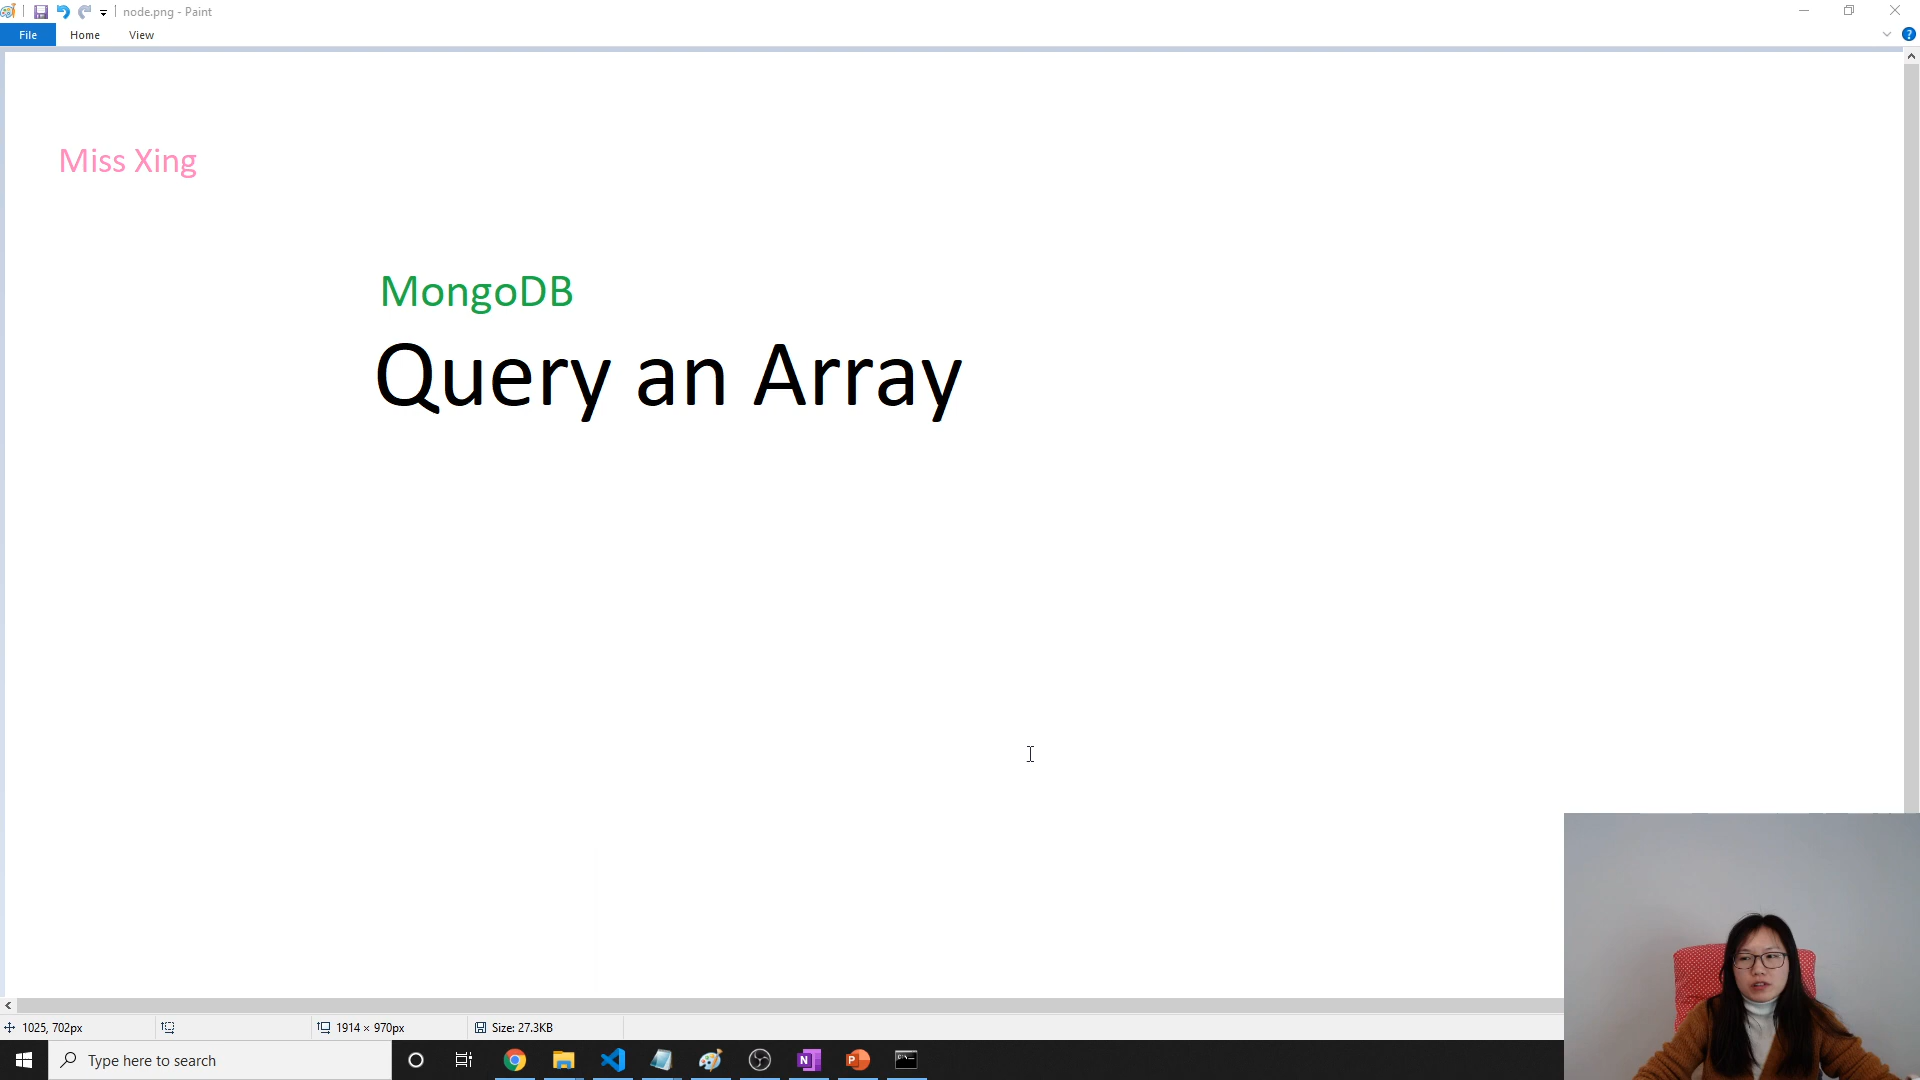 node.png - Paint
File Home View
Miss Xing
MongoDB
Query an Array
1025, 702px
1914 × 970px
Size: 27.3KB
Type here to search